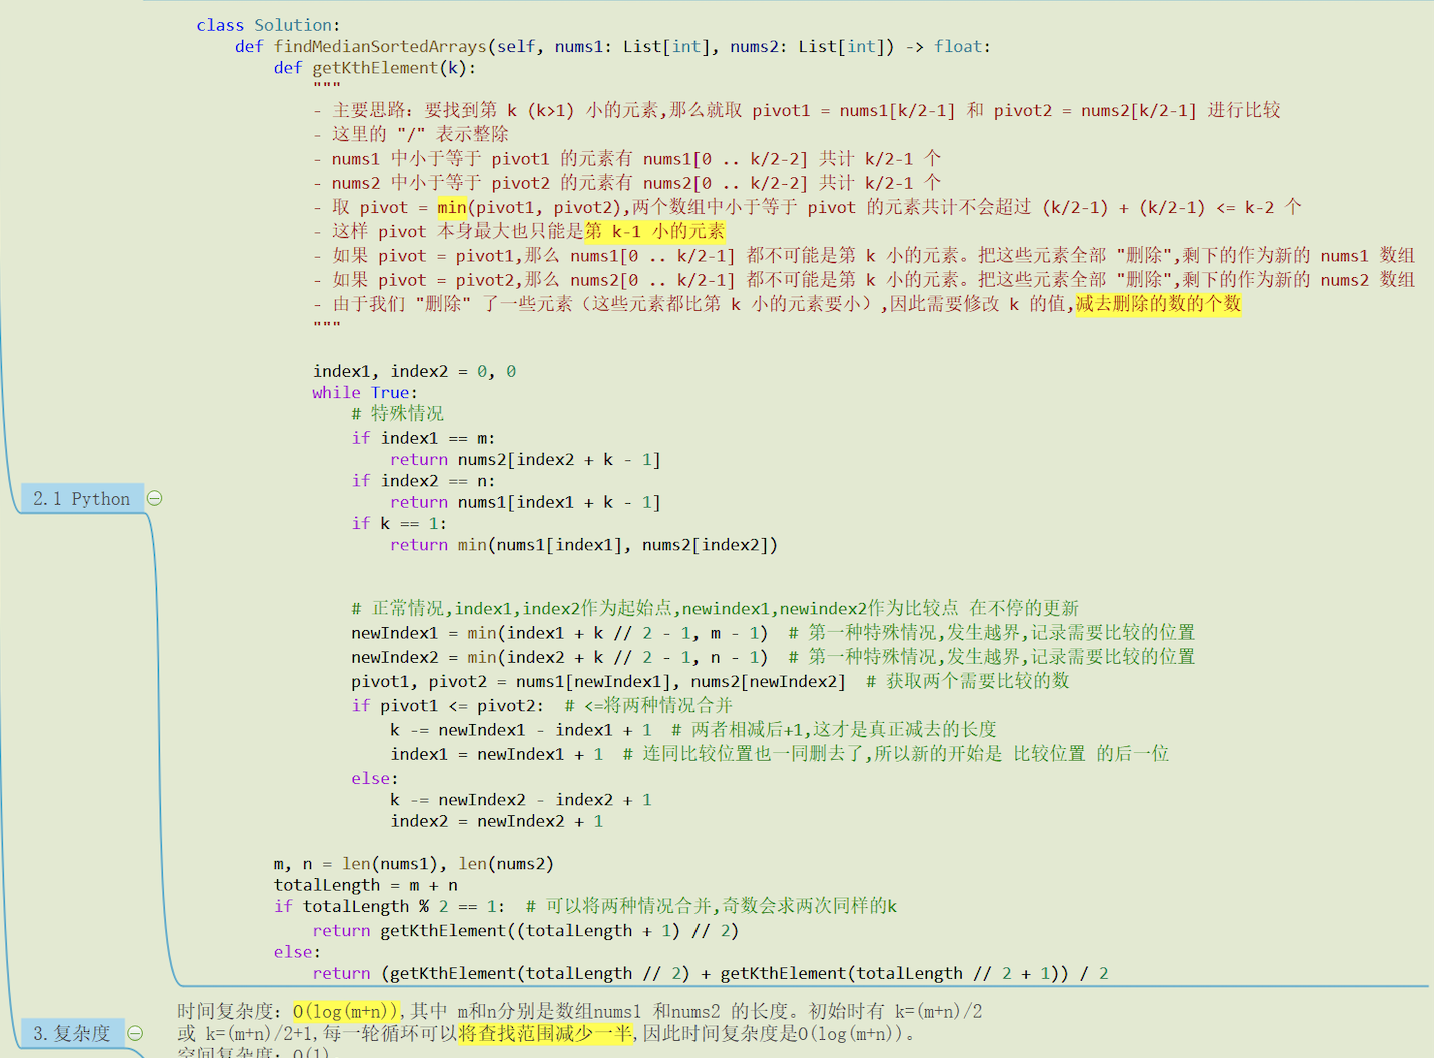 class Solution:
def findMedianSortedArrays(self, nums1: List[int], nums2: List[int]) -> float:
def getKthElement(k):
"""
- 主要思路：要找到第 k (k>1) 小的元素,那么就取 pivot1 = nums1[k/2-1] 和 pivot2 = nums2[k/2-1] 进行比较
- 这里的 "/" 表示整除
- nums1 中小于等于 pivot1 的元素有 nums1[0 .. k/2-2] 共计 k/2-1 个
- nums2 中小于等于 pivot2 的元素有 nums2[0 .. k/2-2] 共计 k/2-1 个
- 取 pivot = min(pivot1, pivot2),两个数组中小于等于 pivot 的元素共计不会超过 (k/2-1) + (k/2-1) <= k-2 个
- 这样 pivot 本身最大也只能是第 k-1 小的元素
- 如果 pivot = pivot1,那么 nums1[0 .. k/2-1] 都不可能是第 k 小的元素。把这些元素全部 "删除",剩下的作为新的 nums1 数组
- 如果 pivot = pivot2,那么 nums2[0 .. k/2-1] 都不可能是第 k 小的元素。把这些元素全部 "删除",剩下的作为新的 nums2 数组
- 由于我们 "删除" 了一些元素（这些元素都比第 k 小的元素要小）,因此需要修改 k 的值,减去删除的数的个数
"""
index1, index2 = 0, 0
while True:
# 特殊情况
if index1 == m:
return nums2[index2 + k - 1]
if index2 == n:
return nums1[index1 + k - 1]
if k == 1:
return min(nums1[index1], nums2[index2])
# 正常情况,index1,index2作为起始点,newindex1,newindex2作为比较点 在不停的更新
newIndex1 = min(index1 + k // 2 - 1, m - 1)  # 第一种特殊情况,发生越界,记录需要比较的位置
newIndex2 = min(index2 + k // 2 - 1, n - 1)  # 第一种特殊情况,发生越界,记录需要比较的位置
pivot1, pivot2 = nums1[newIndex1], nums2[newIndex2]  # 获取两个需要比较的数
if pivot1 <= pivot2:  # <=将两种情况合并
k -= newIndex1 - index1 + 1  # 两者相减后+1,这才是真正减去的长度
index1 = newIndex1 + 1  # 连同比较位置也一同删去了,所以新的开始是 比较位置 的后一位
else:
k -= newIndex2 - index2 + 1
index2 = newIndex2 + 1
m, n = len(nums1), len(nums2)
totalLength = m + n
if totalLength % 2 == 1:  # 可以将两种情况合并,奇数会求两次同样的k
return getKthElement((totalLength + 1) // 2)
else:
return (getKthElement(totalLength // 2) + getKthElement(totalLength // 2 + 1)) / 2
2.1 Python
时间复杂度：O(log(m+n)),其中 m和n分别是数组nums1 和nums2 的长度。初始时有 k=(m+n)/2
或 k=(m+n)/2+1,每一轮循环可以将查找范围减少一半,因此时间复杂度是O(log(m+n))。
空间复杂度：O(1)
3.复杂度